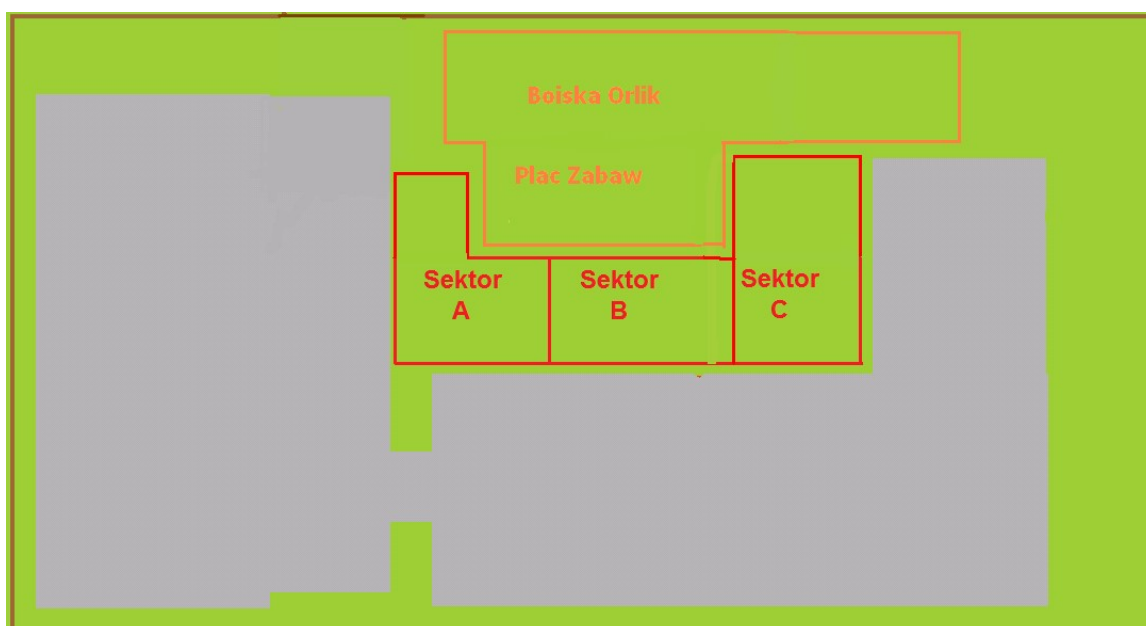 Boiska Orlik
Plac Zabaw
Sektor
A
Sektor
B
Sektor
C